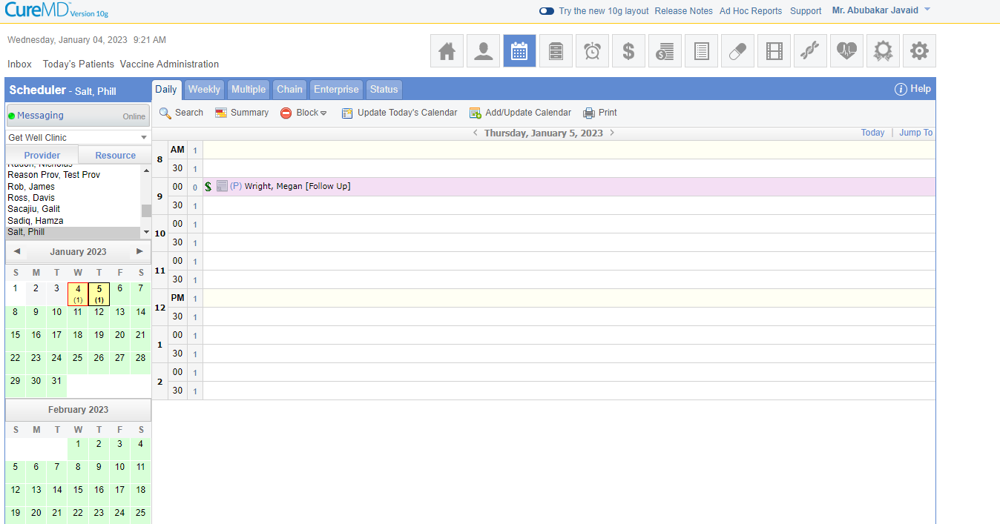 CureMD™ Version 10g
Try the new 10g layout Release Notes Ad Hoc Reports Support Mr. Abubakar Javaid
Wednesday, January 04, 2023 9:21 AM
Inbox Today's Patients Vaccine Administration
Scheduler - Salt, Phill
Daily Weekly Multiple Chain Enterprise Status
Help
Messaging Online
Get Well Clinic
Provider Resource
Radon, Nicholas
Reason Prov, Test Prov
Rob, James
Ross, Davis
Sacajiu, Galit
Sadiq, Hamza
Salt, Phill
January 2023
S M T W T F S
1 2 3 4 5 6 7
(1) (1)
8 9 10 11 12 13 14
15 16 17 18 19 20 21
22 23 24 25 26 27 28
29 30 31
February 2023
S M T W T F S
1 2 3 4
5 6 7 8 9 10 11
12 13 14 15 16 17 18
19 20 21 22 23 24 25
Search Summary Block Update Today's Calendar Add/Update Calendar Print
< Thursday, January 5, 2023 >
Today | Jump To
8 AM 1
30 1
9 00 0 $ (P) Wright, Megan [Follow Up]
30 1
10 00 1
30 1
11 00 1
30 1
12 PM 1
30 1
1 00 1
30 1
2 00 1
30 1